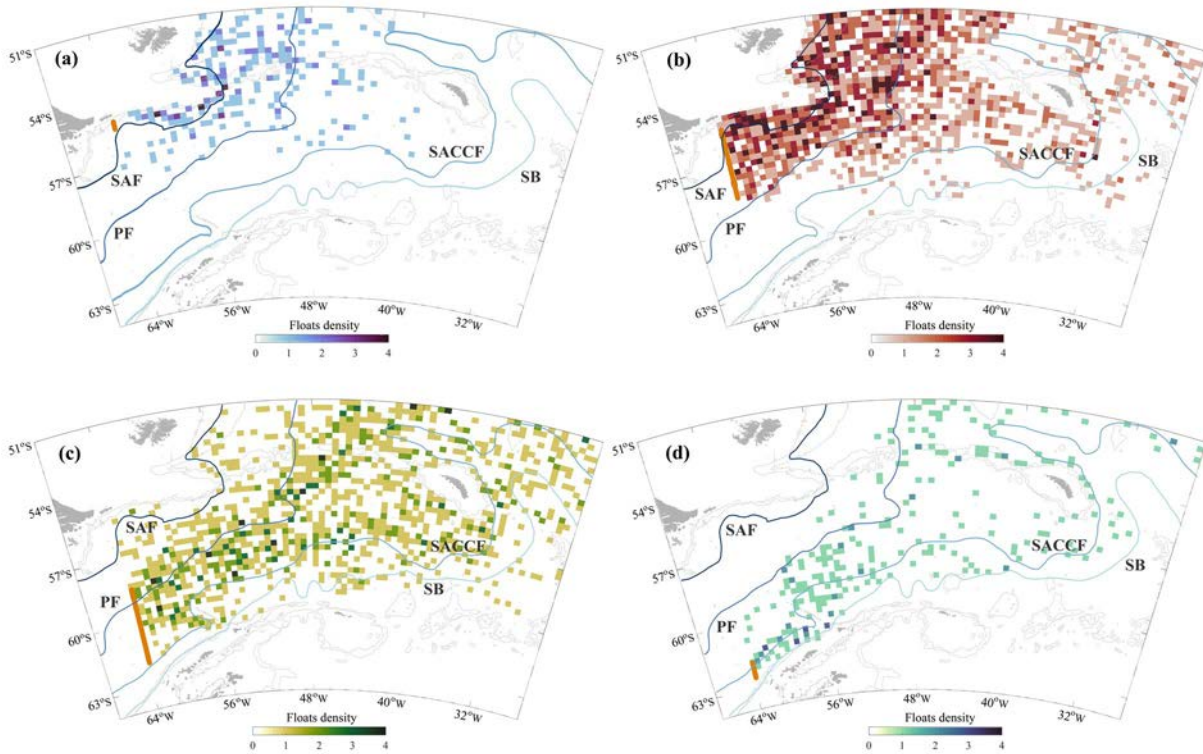 (a)
51°S
54°S
57°S
60°S
63°S
64°W
56°W
48°W
40°W
32°W
SAF
PF
SACCF
SB
Floats density
0 1 2 3 4
(b)
51°S
54°S
57°S
60°S
63°S
64°W
56°W
48°W
40°W
32°W
SAF
PF
SACCF
SB
Floats density
0 1 2 3 4
(c)
51°S
54°S
57°S
60°S
63°S
64°W
56°W
48°W
40°W
32°W
SAF
PF
SACCF
SB
Floats density
0 1 2 3 4
(d)
51°S
54°S
57°S
60°S
63°S
64°W
56°W
48°W
40°W
32°W
SAF
PF
SACCF
SB
Floats density
0 1 2 3 4